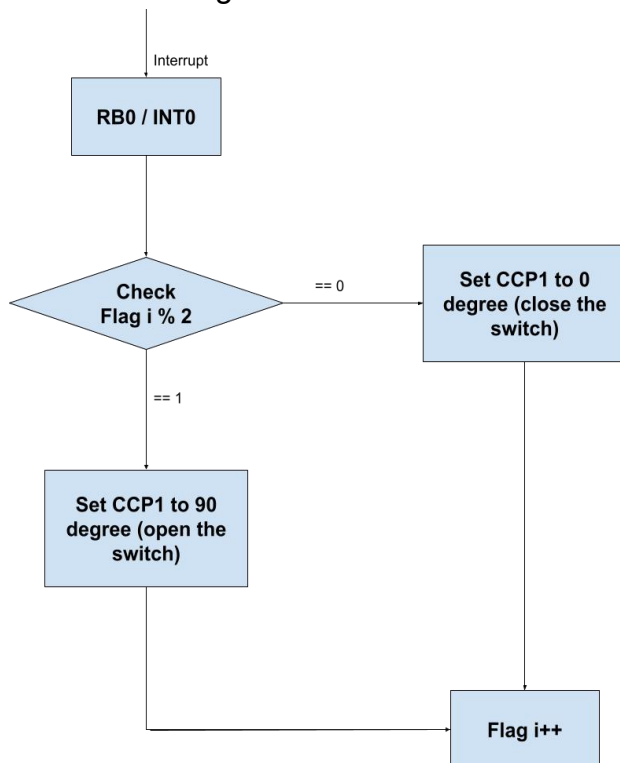 Interrupt
RB0 / INT0
Check
Flag i % 2
== 0
Set CCP1 to 0
degree (close the
switch)
== 1
Set CCP1 to 90
degree (open the
switch)
Flag i++